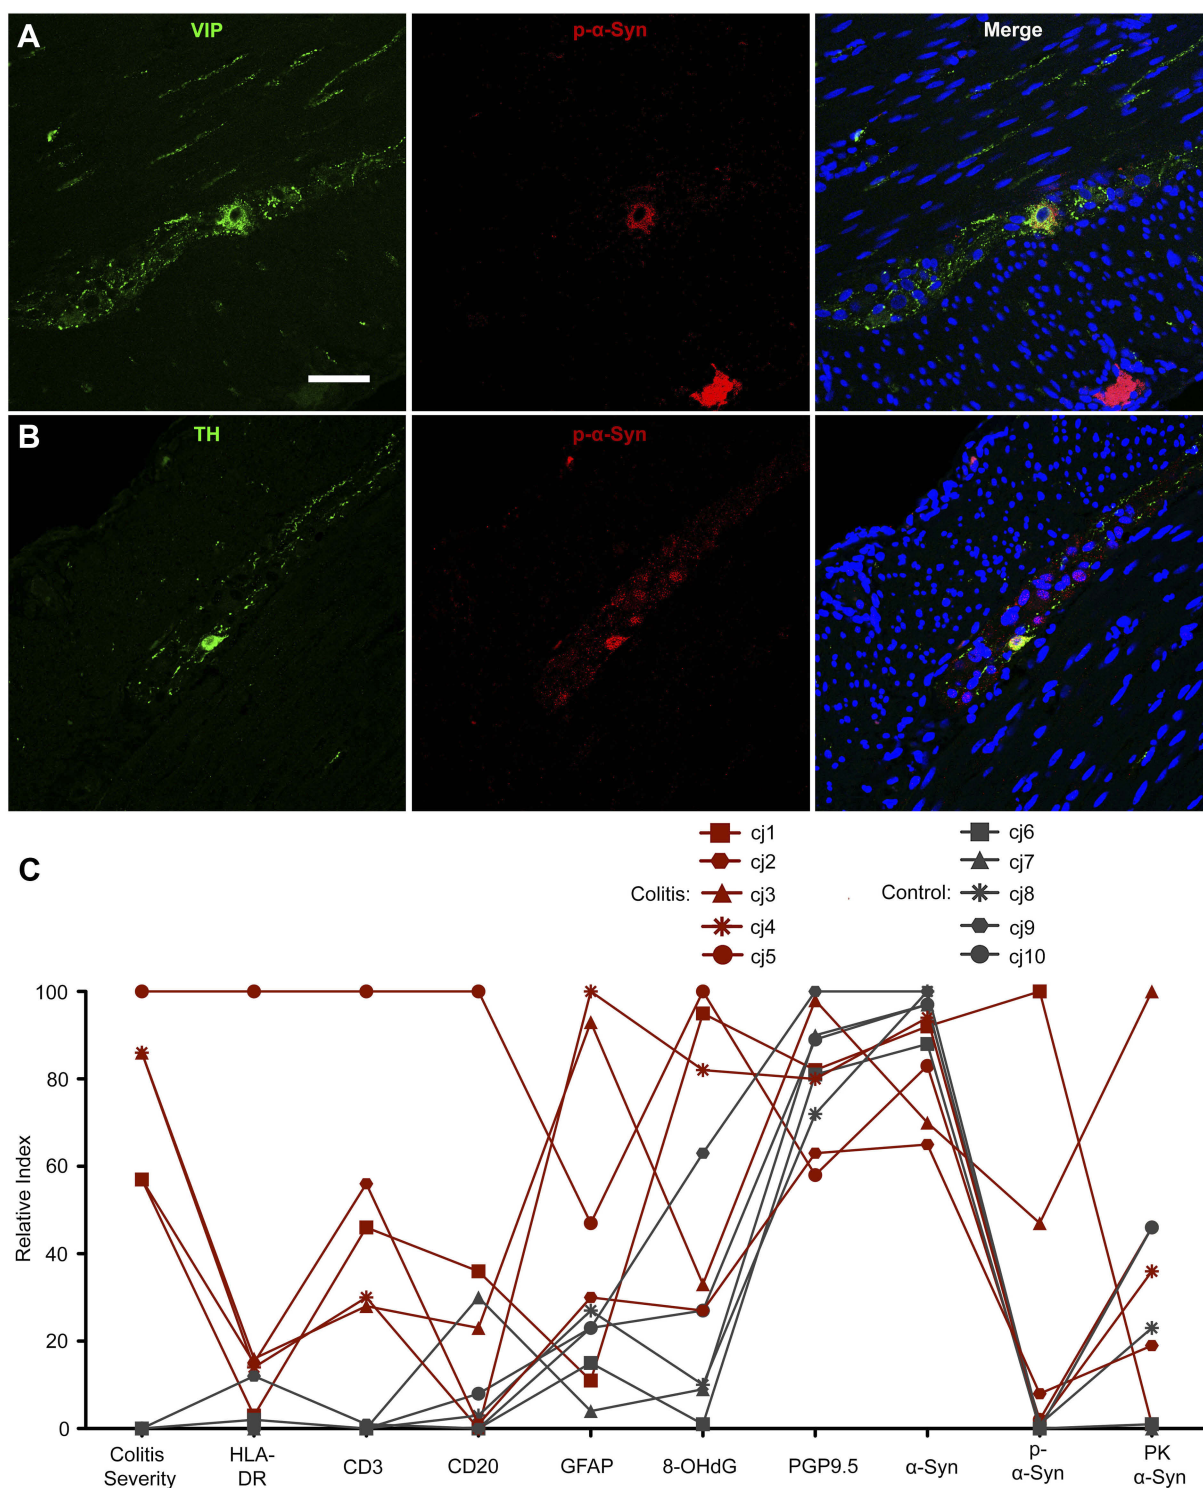 A
VIP
p-α-Syn
Merge
B
TH
p-α-Syn
C
Colitis:
cj1
cj2
cj3
cj4
cj5
Control:
cj6
cj7
cj8
cj9
cj10
Relative Index
100
80
60
40
20
0
Colitis
Severity
HLA-
DR
CD3
CD20
GFAP
8-OHdG
PGP9.5
α-Syn
p-
α-Syn
PK
α-Syn